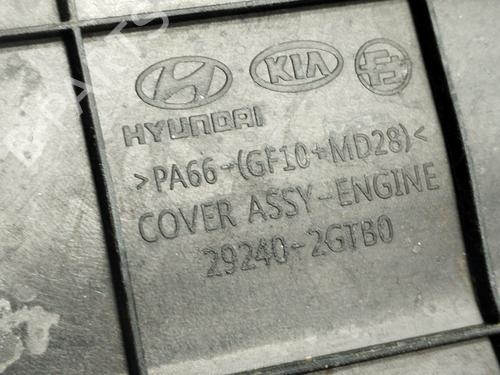 KIA
HYUNDAI
>PA66-(GF10+MD28)<
COVER ASSY-ENGINE
29240-2GTB0